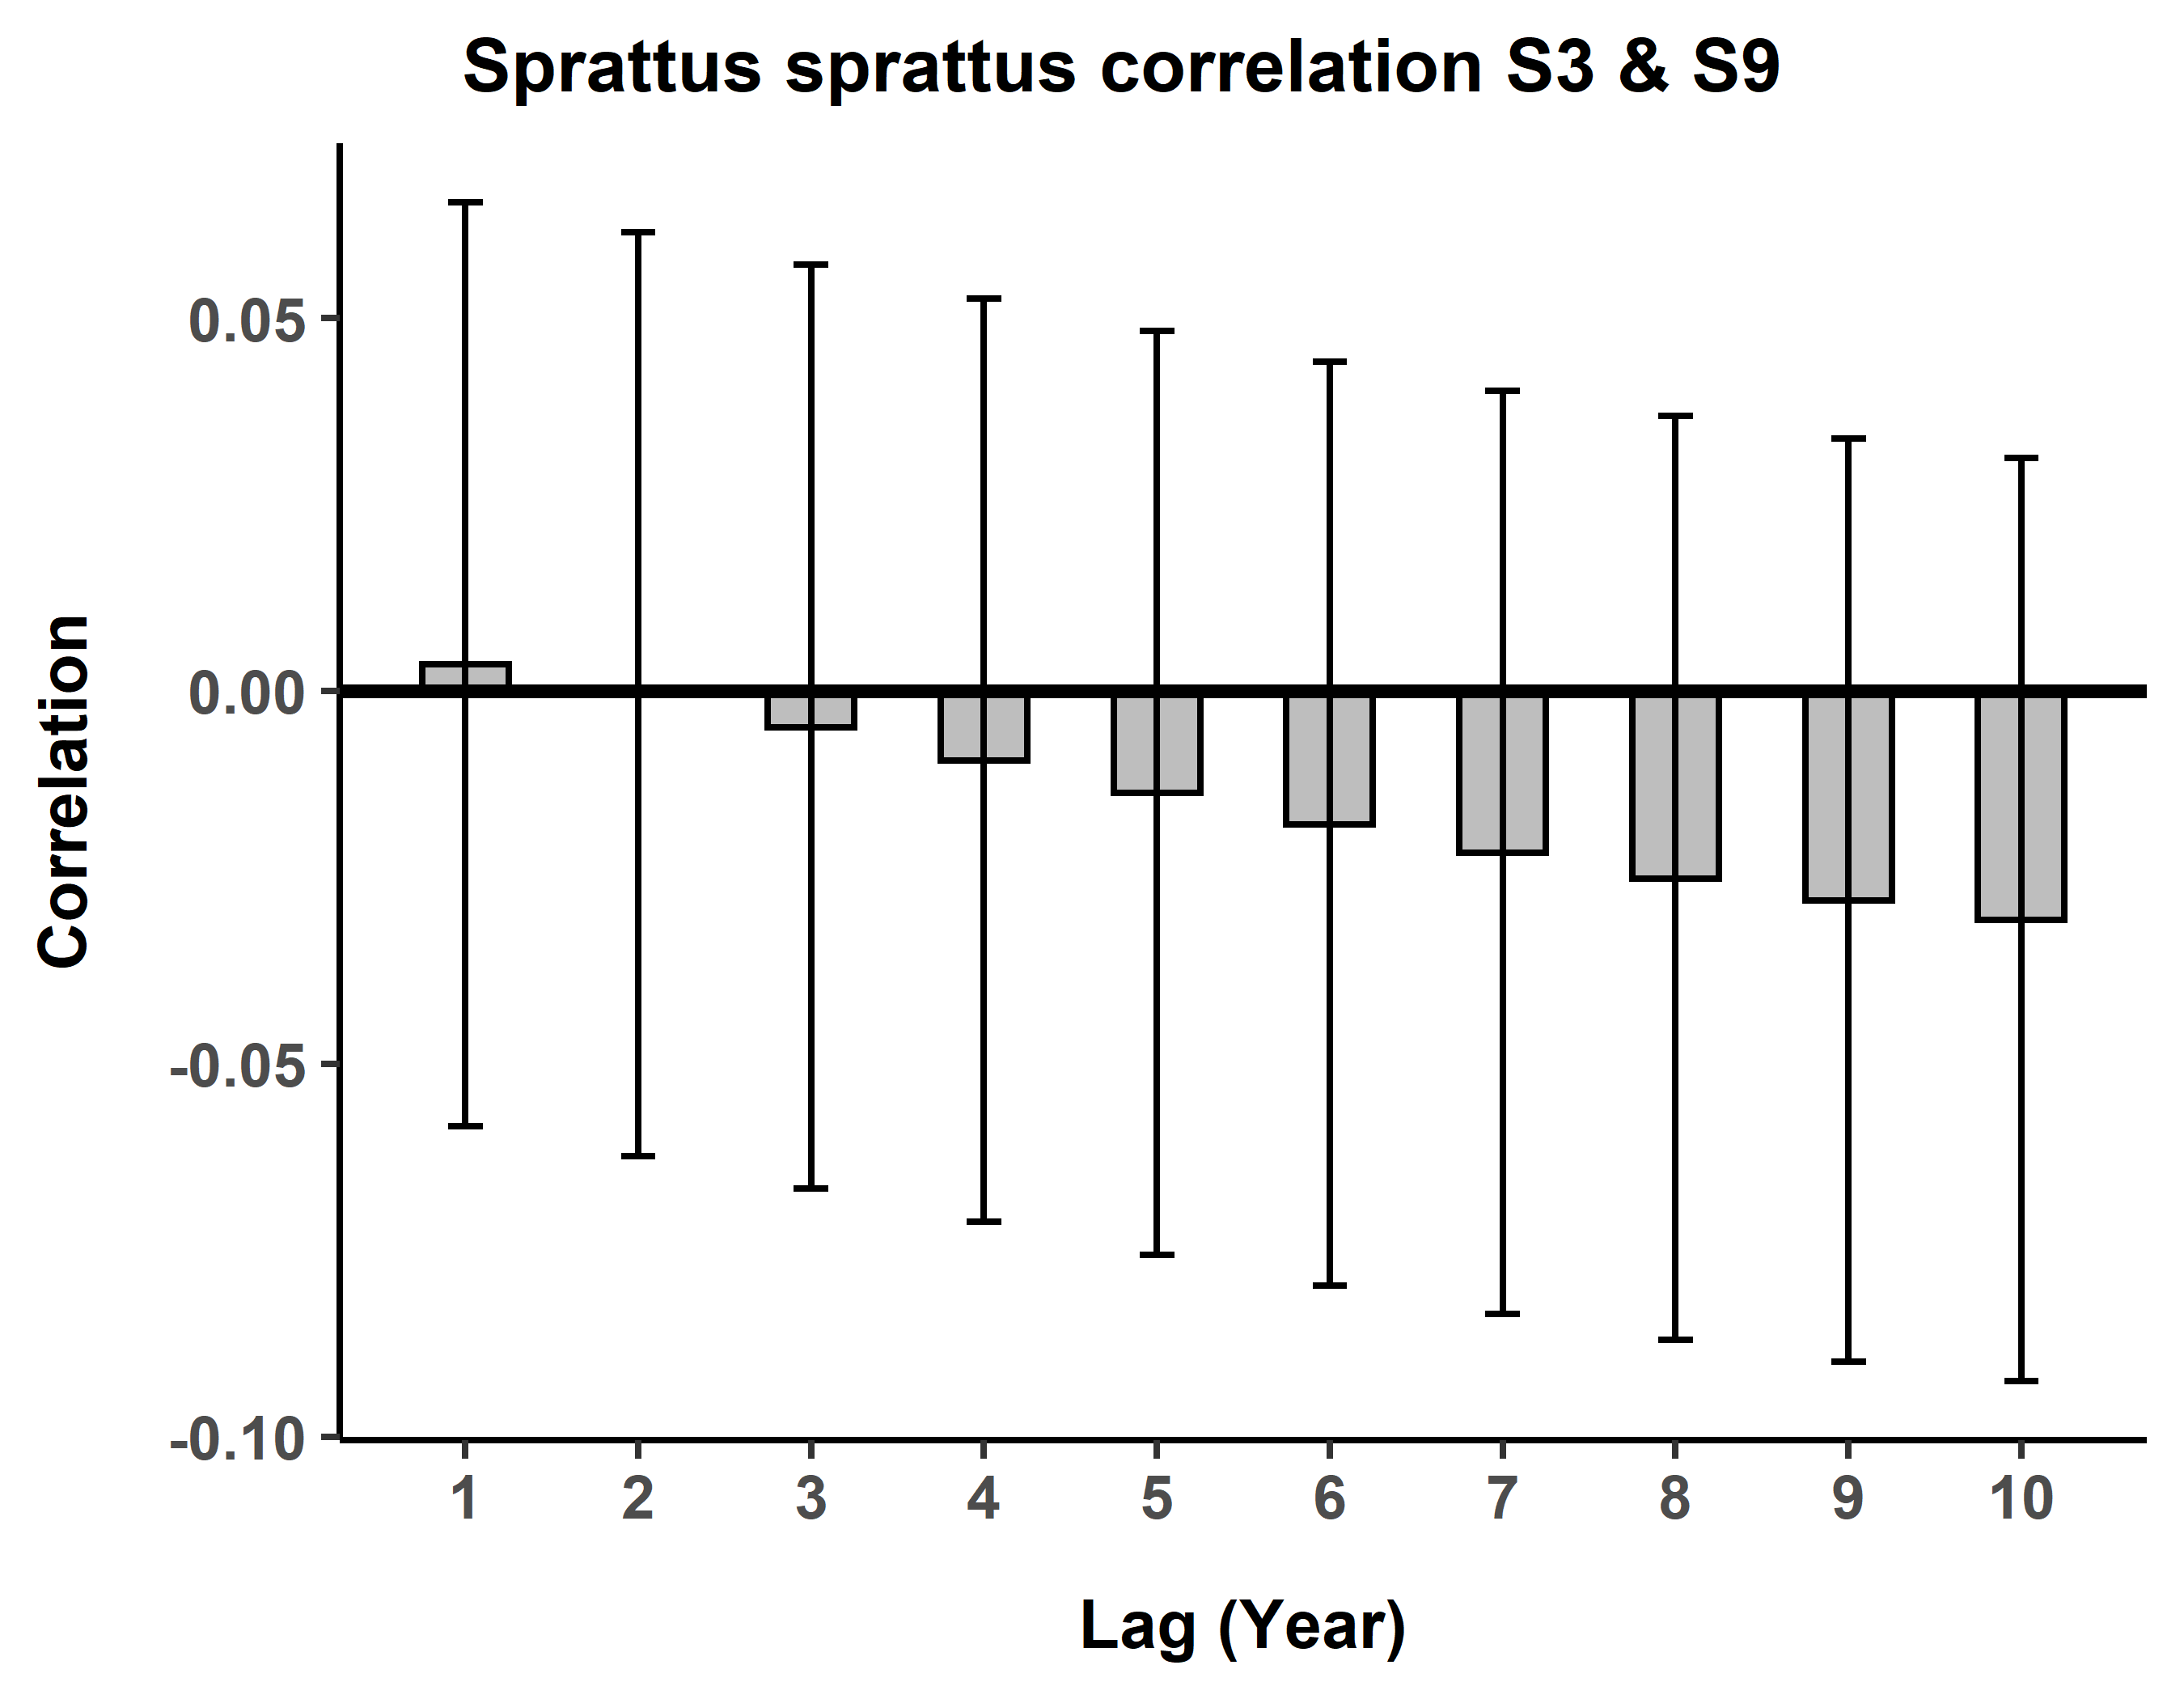 Sprattus sprattus correlation S3 & S9
Correlation
0.05
0.00
-0.05
-0.10
1 2 3 4 5 6 7 8 9 10
Lag (Year)